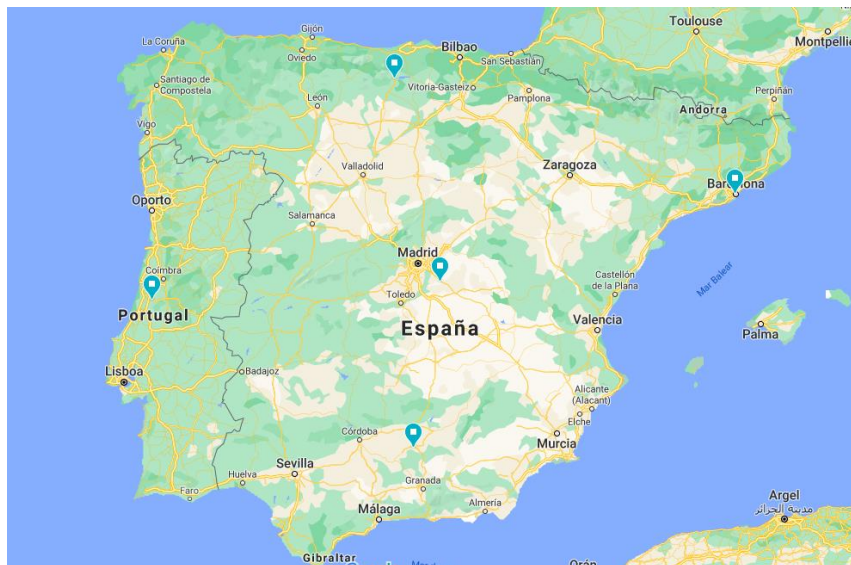 Toulouse
Montpellier
Gijón
La Coruña
Oviedo
Bilbao
San Sebastián
Santiago de
Compostela
Vitoria-Gasteiz
Pamplona
León
Perpiñán
Andorra
Vigo
Valladolid
Zaragoza
Barcelona
Oporto
Salamanca
Madrid
Coimbra
Castellón
de la Plana
Mar Balear
Toledo
Portugal
España
Valencia
Palma
Lisboa
Badajoz
Alicante
(Alacant)
Elche
Córdoba
Murcia
Sevilla
Huelva
Granada
Faro
Málaga
Almería
Argel
مدينة الجزائر
Gibraltar
Orán